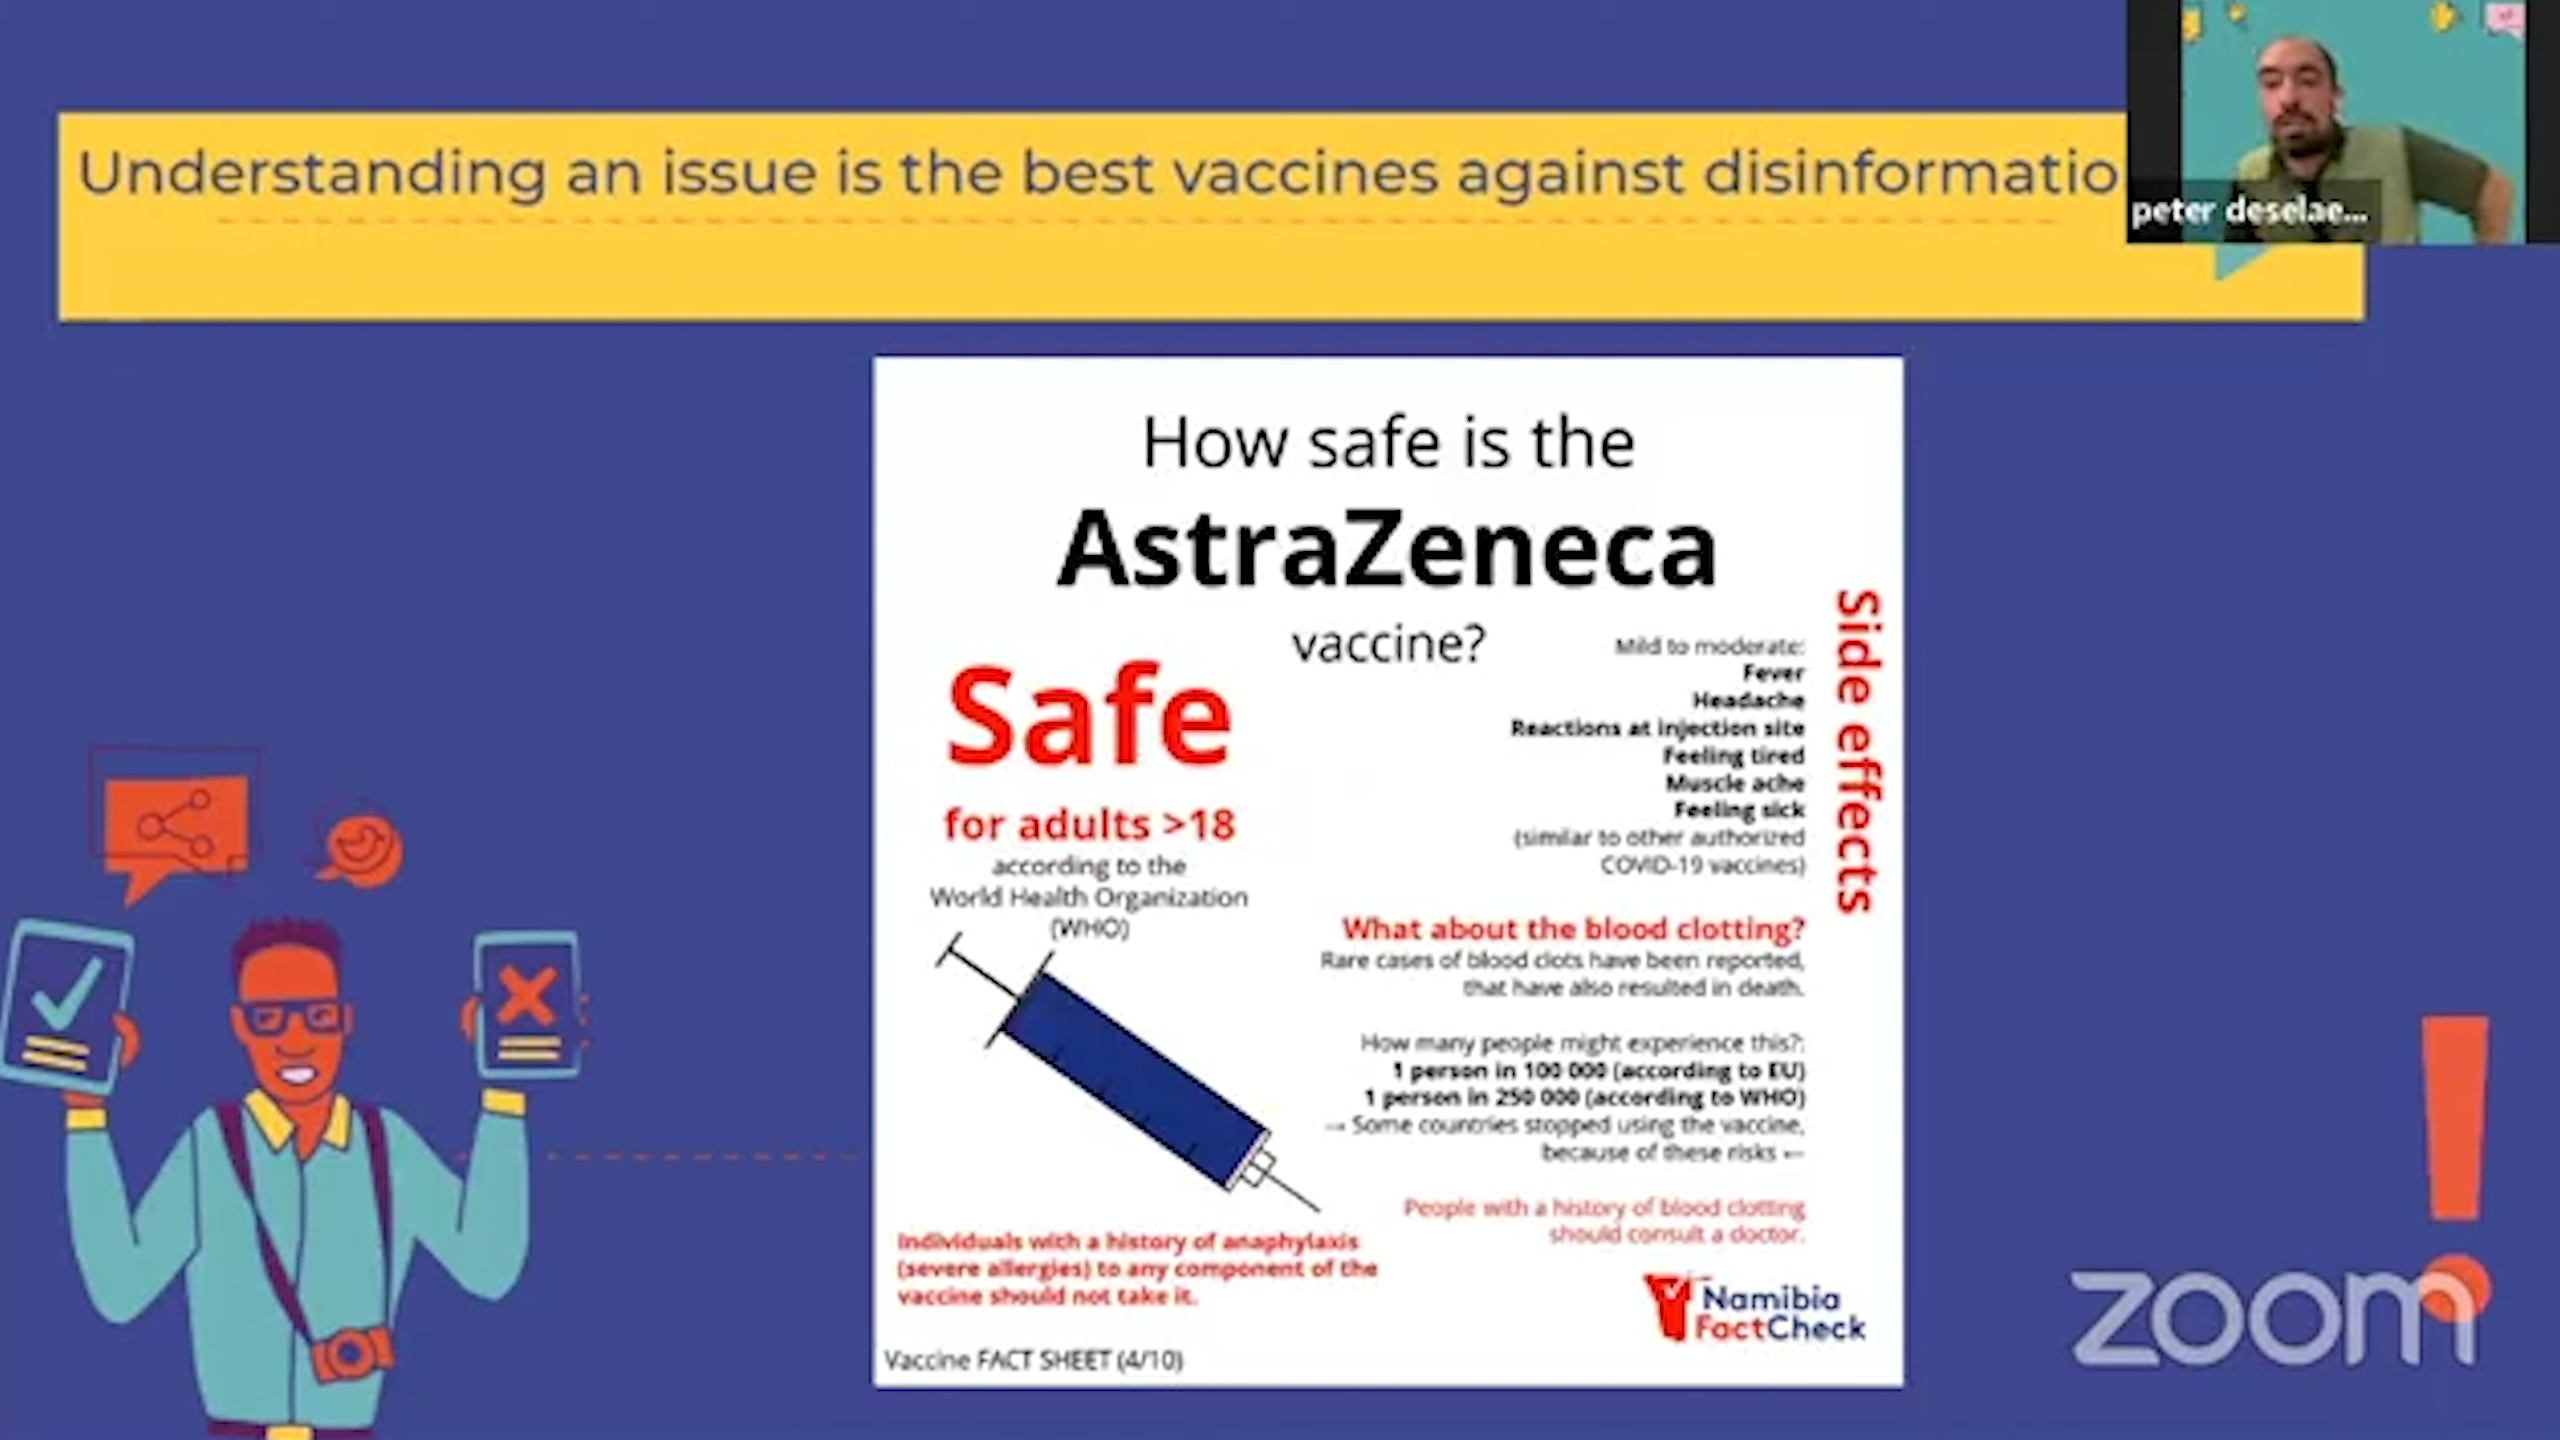 Understanding an issue is the best vaccines against disinformatio
peter deselae...
How safe is the
AstraZeneca
vaccine?
Safe
for adults >18
according to the
World Health Organization
(WHO)
Side effects
Mild to moderate:
Fever
Headache
Reactions at injection site
Feeling tired
Muscle ache
Feeling sick
(similar to other authorized
COVID-19 vaccines)
What about the blood clotting?
Rare cases of blood clots have been reported,
that have also resulted in death.
How many people might experience this?:
1 person in 100 000 (according to EU)
1 person in 250 000 (according to WHO)
→ Some countries stopped using the vaccine,
because of these risks ←
People with a history of blood clotting
should consult a doctor.
Individuals with a history of anaphylaxis
(severe allergies) to any component of the
vaccine should not take it.
Namibia
FactCheck
Vaccine FACT SHEET (4/10)
!
zoom